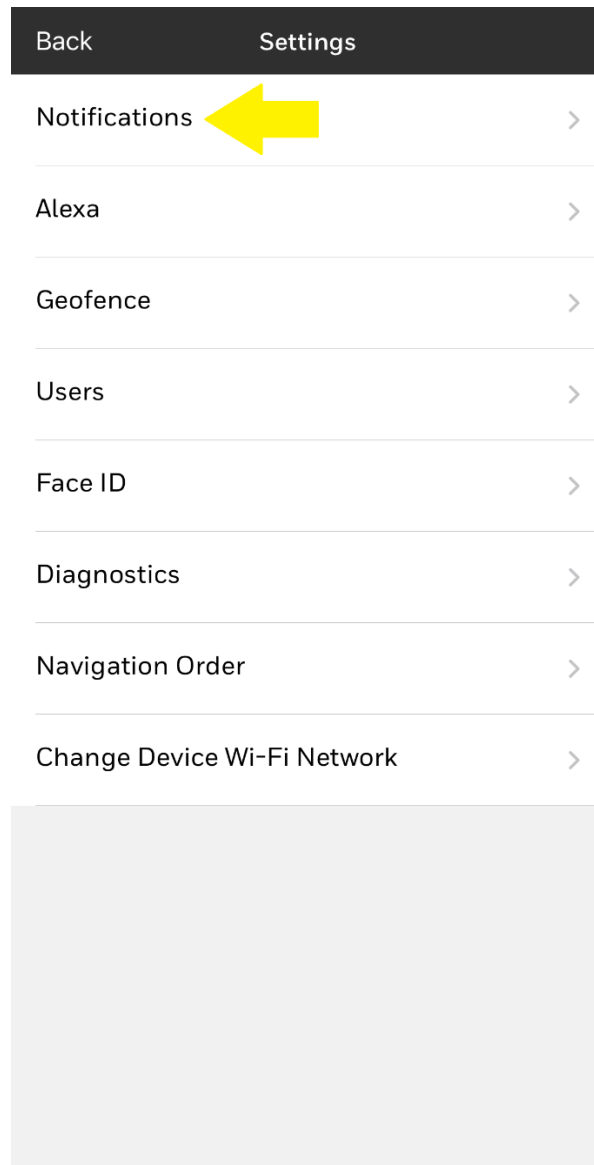 Back Settings
Notifications
Alexa
Geofence
Users
Face ID
Diagnostics
Navigation Order
Change Device Wi-Fi Network